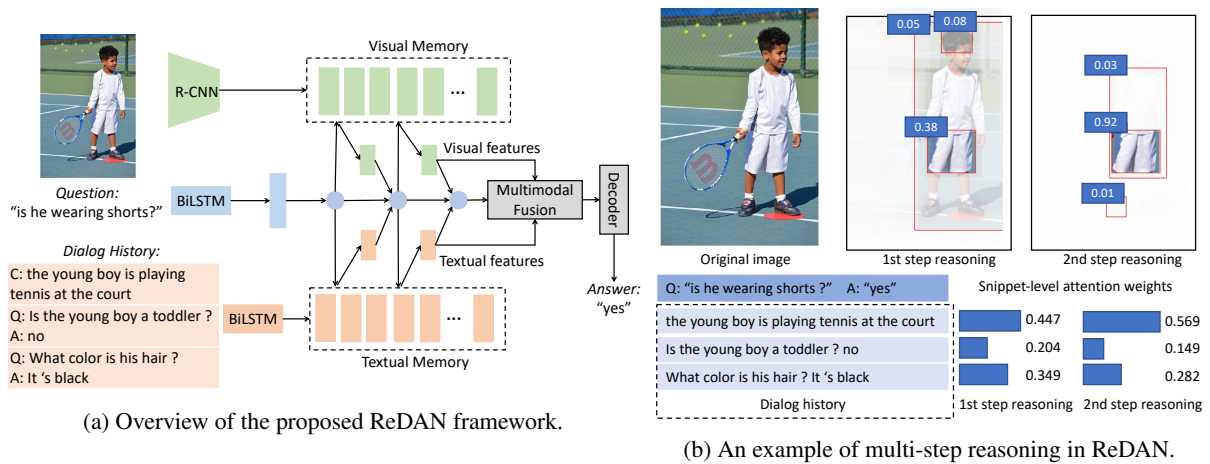 Visual Memory
R-CNN
...
Visual features
Question:
"is he wearing shorts?"
BiLSTM
Multimodal
Fusion
Decoder
Dialog History:
C: the young boy is playing
tennis at the court
Q: Is the young boy a toddler ?
A: no
Q: What color is his hair ?
A: It 's black
BiLSTM
Textual features
...
Textual Memory
Answer:
"yes"
(a) Overview of the proposed ReDAN framework.
0.05
0.08
0.38
0.03
0.92
0.01
Original image
1st step reasoning
2nd step reasoning
Q: "is he wearing shorts ?" A: "yes"
Snippet-level attention weights
the young boy is playing tennis at the court
0.447
0.569
Is the young boy a toddler ? no
0.204
0.149
What color is his hair ? It 's black
0.349
0.282
Dialog history
1st step reasoning
2nd step reasoning
(b) An example of multi-step reasoning in ReDAN.